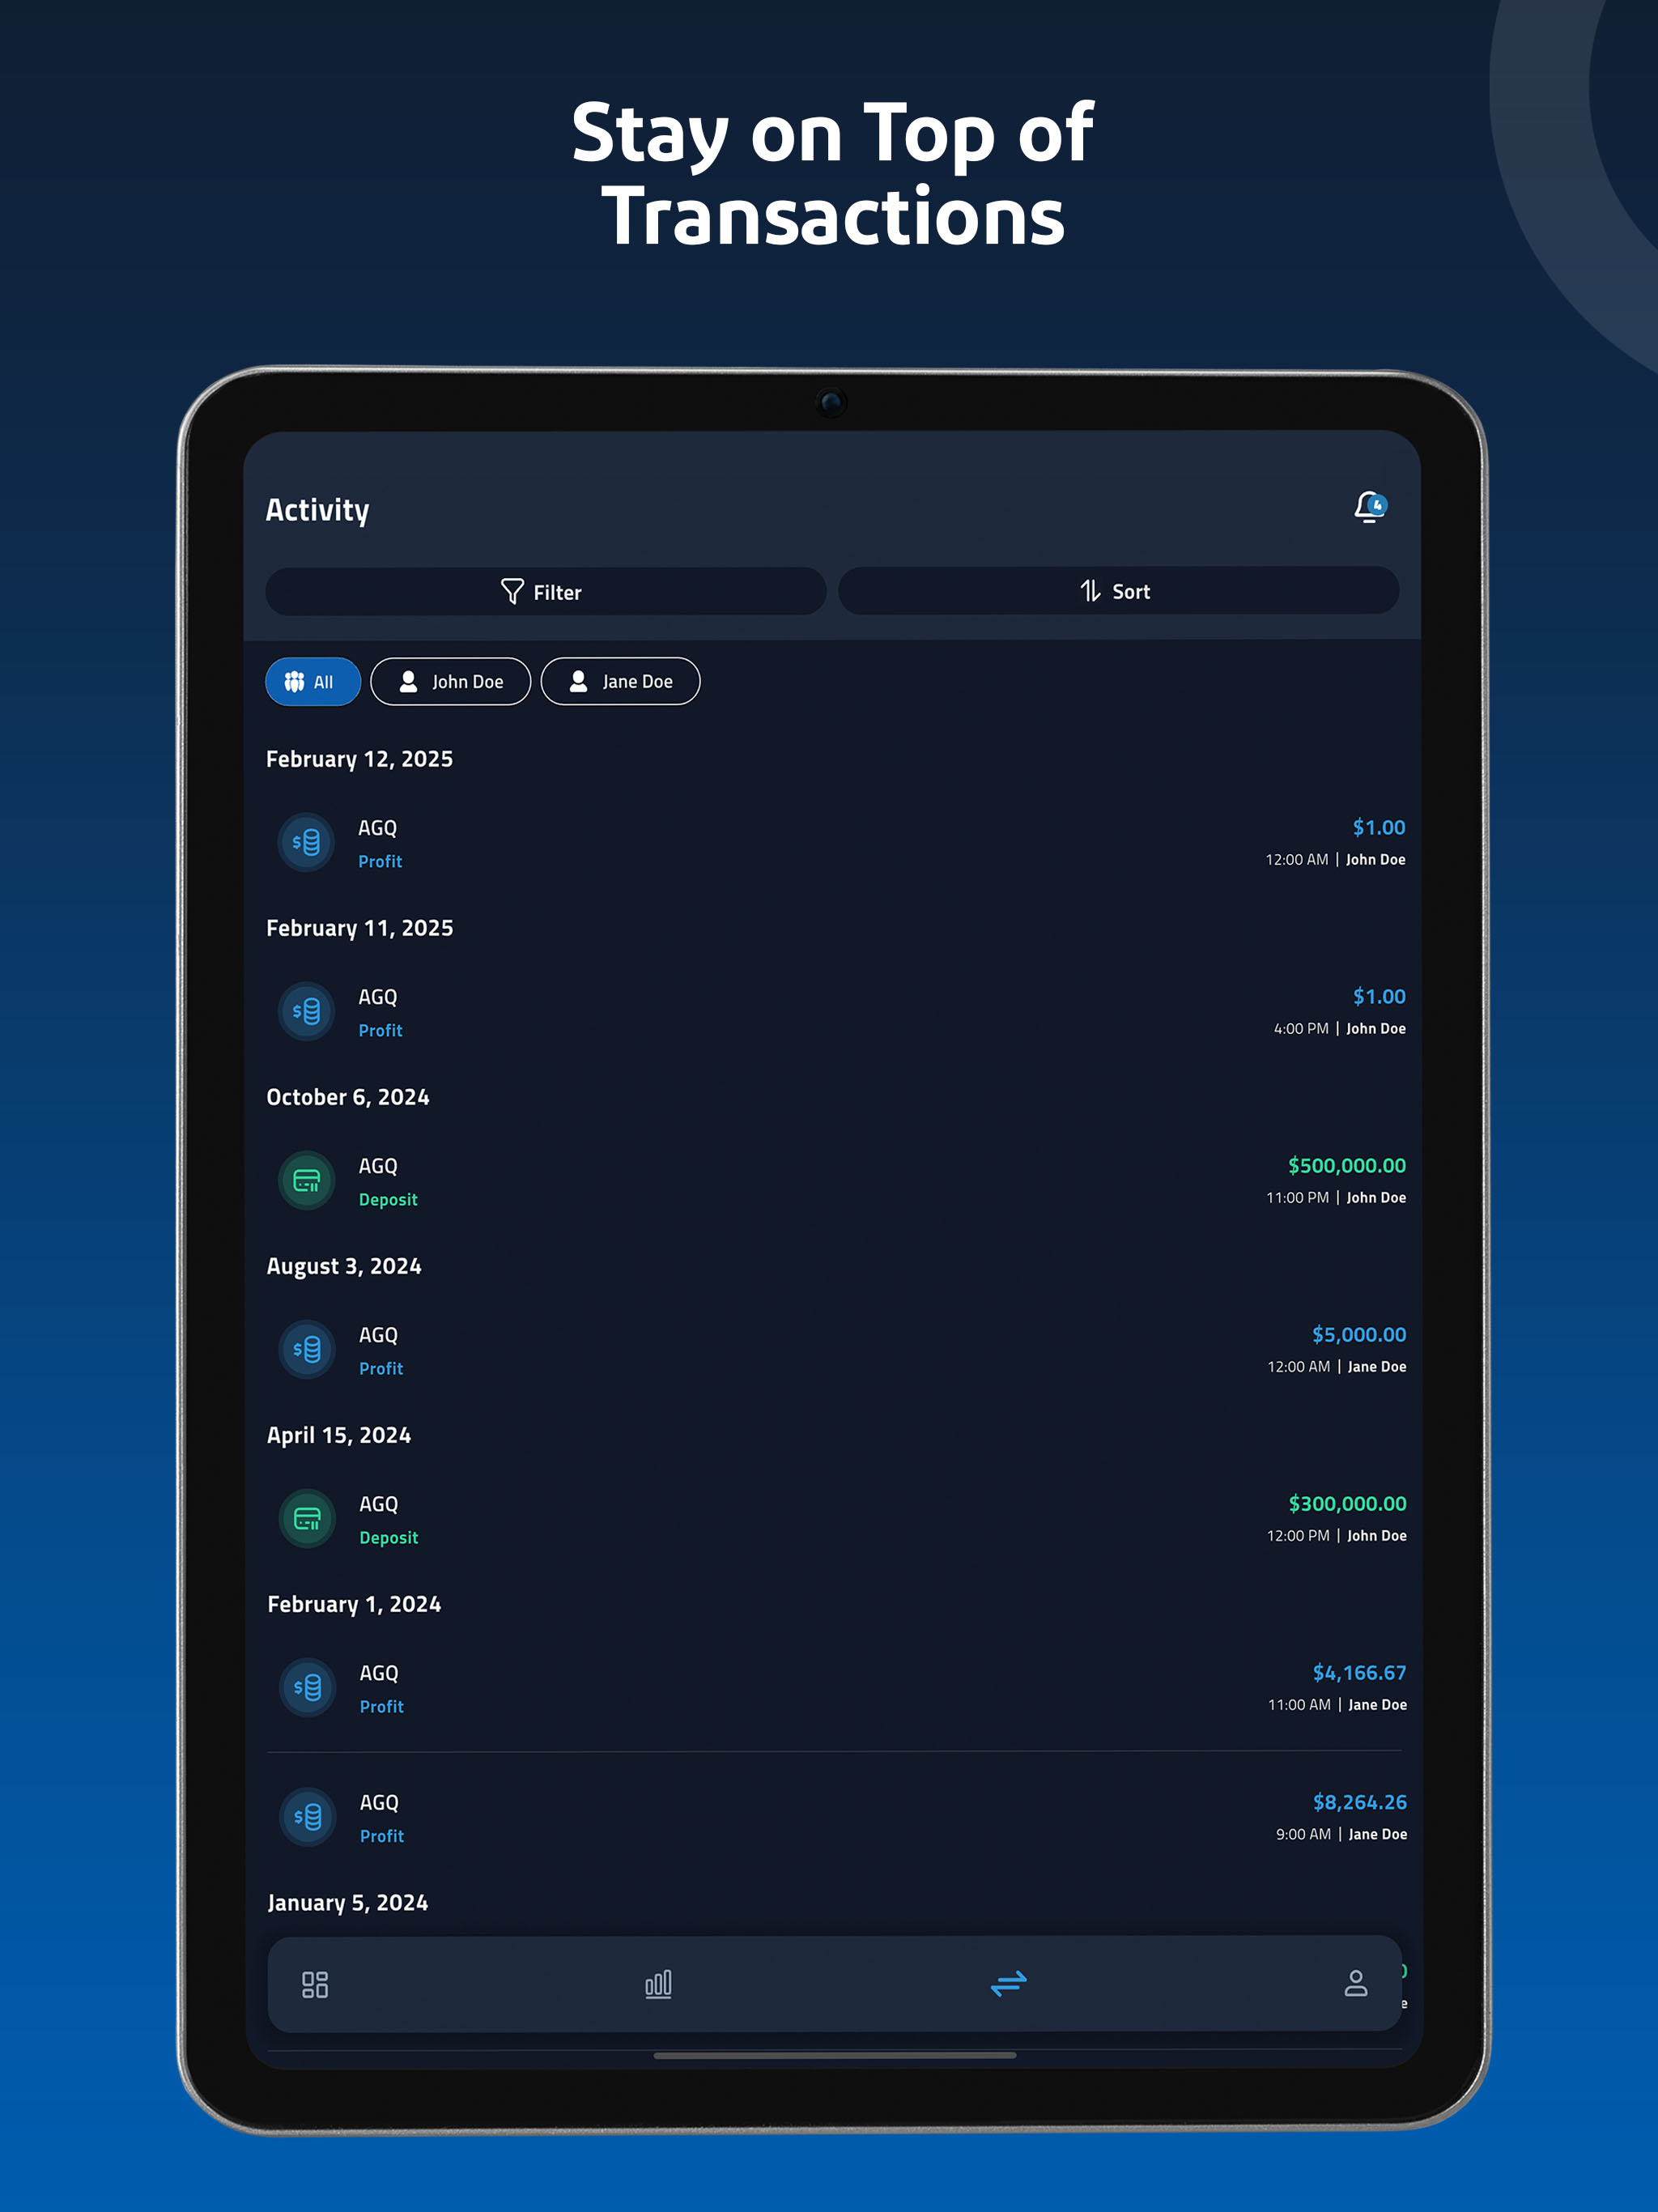 Stay on Top of
Transactions
Activity
4
Filter
Sort
All
John Doe
Jane Doe
February 12, 2025
AGQ
$1.00
Profit
12:00 AM | John Doe
February 11, 2025
AGQ
$1.00
Profit
4:00 PM | John Doe
October 6, 2024
AGQ
$500,000.00
Deposit
11:00 PM | John Doe
August 3, 2024
AGQ
$5,000.00
Profit
12:00 AM | Jane Doe
April 15, 2024
AGQ
$300,000.00
Deposit
12:00 PM | John Doe
February 1, 2024
AGQ
$4,166.67
Profit
11:00 AM | Jane Doe
AGQ
$8,264.26
Profit
9:00 AM | Jane Doe
January 5, 2024